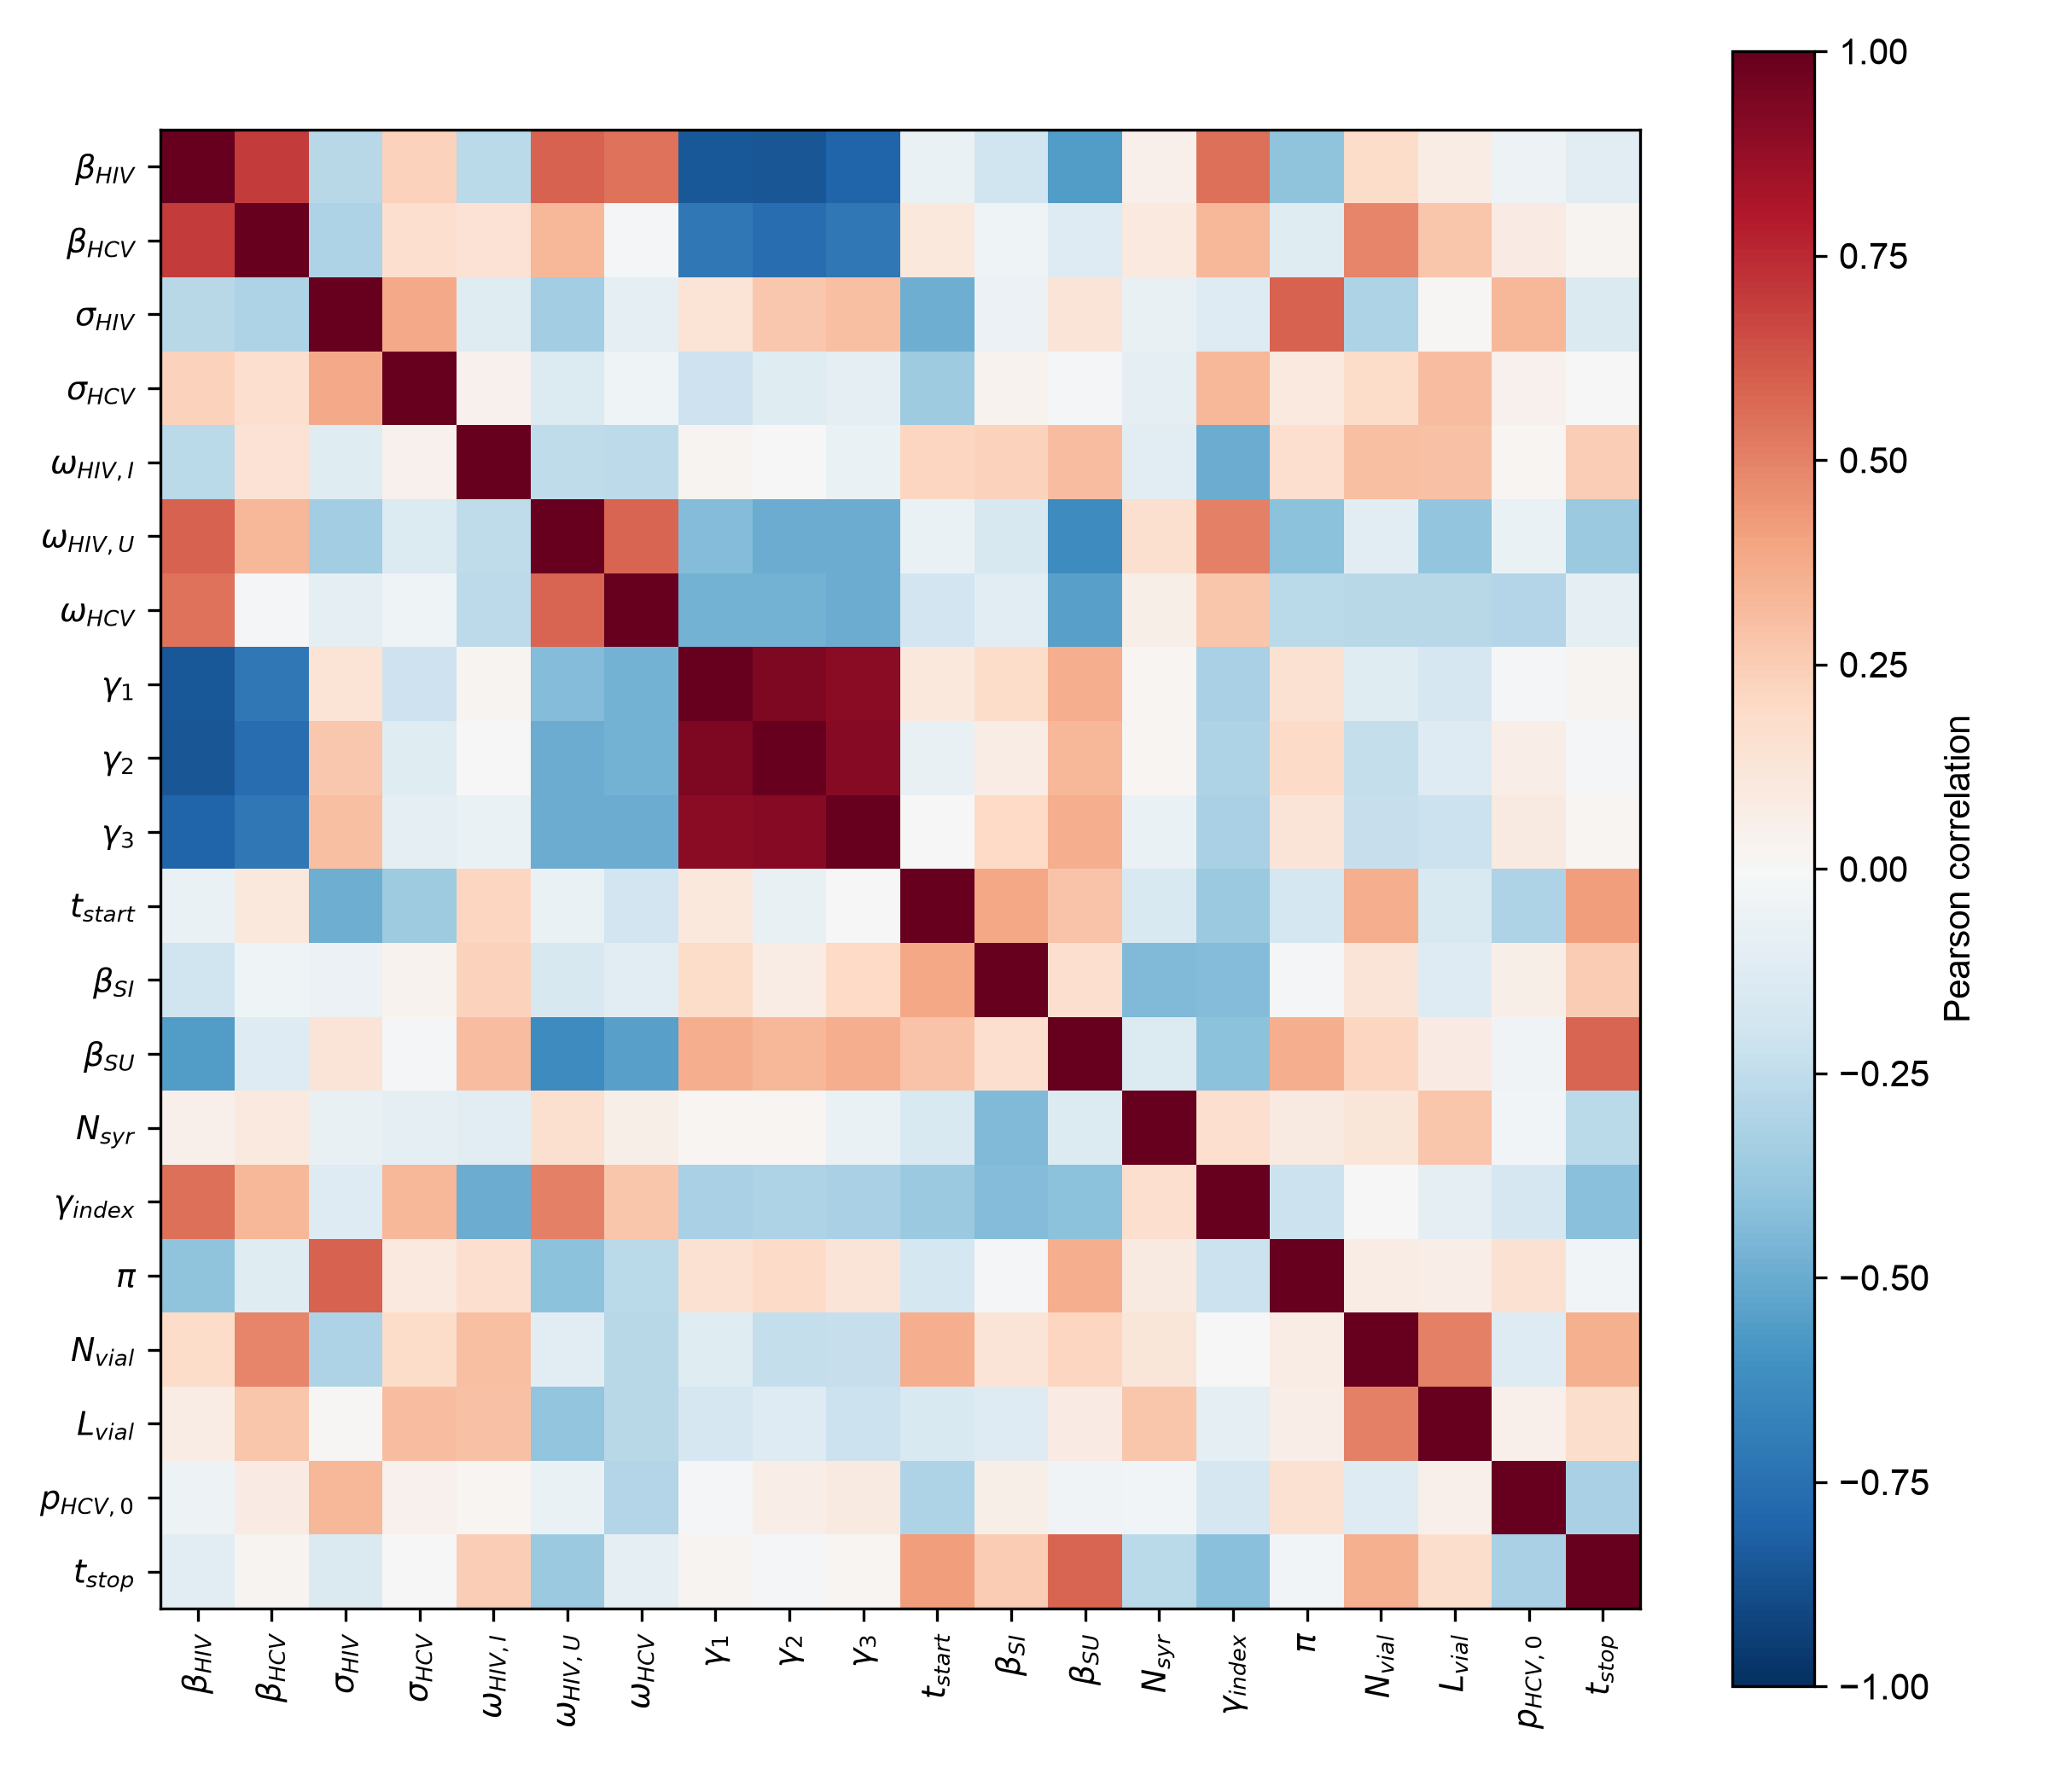 β_HIV
β_HCV
σ_HIV
σ_HCV
ω_HIV, I
ω_HIV, U
ω_HCV
γ_1
γ_2
γ_3
t_start
β_SI
β_SU
N_syr
γ_index
π
N_vial
L_vial
p_HCV, 0
t_stop
β_HIV
β_HCV
σ_HIV
σ_HCV
ω_HIV, I
ω_HIV, U
ω_HCV
γ_1
γ_2
γ_3
t_start
β_SI
β_SU
N_syr
γ_index
π
N_vial
L_vial
p_HCV, 0
t_stop
1.00
0.75
0.50
0.25
0.00
−0.25
−0.50
−0.75
−1.00
Pearson correlation